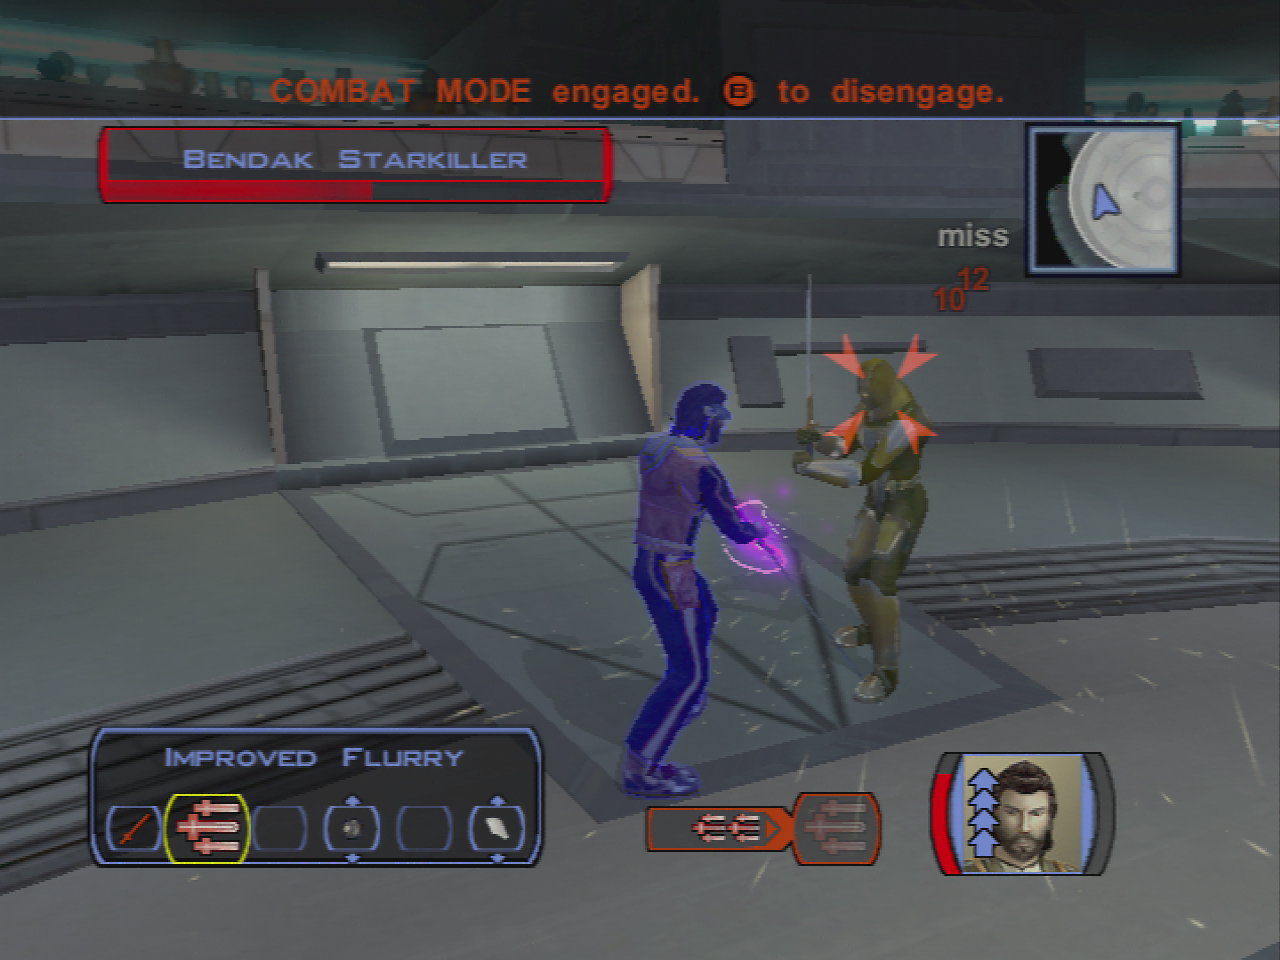 COMBAT MODE engaged. B to disengage.
BENDAK STARKILLER
miss
12
10
IMPROVED FLURRY